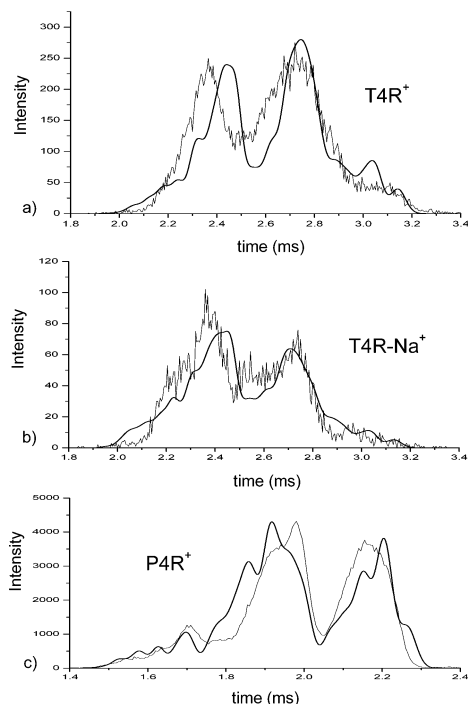 300
250
200
150
100
50
0
Intensity
T4R+
a)
1.8 2.0 2.2 2.4 2.6 2.8 3.0 3.2 3.4
time (ms)
120
100
80
60
40
20
0
Intensity
T4R-Na+
b)
1.8 2.0 2.2 2.4 2.6 2.8 3.0 3.2 3.4
time (ms)
5000
4000
3000
2000
1000
0
Intensity
P4R+
c)
1.4 1.6 1.8 2.0 2.2 2.4
time (ms)